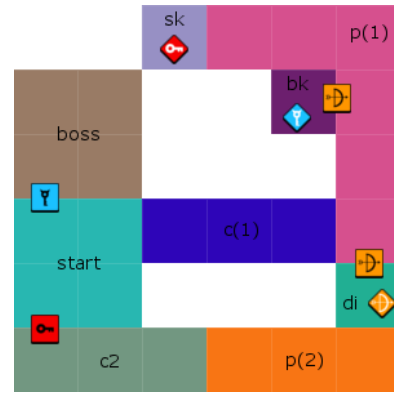 sk
p(1)
bk
boss
c(1)
start
di
c2
p(2)